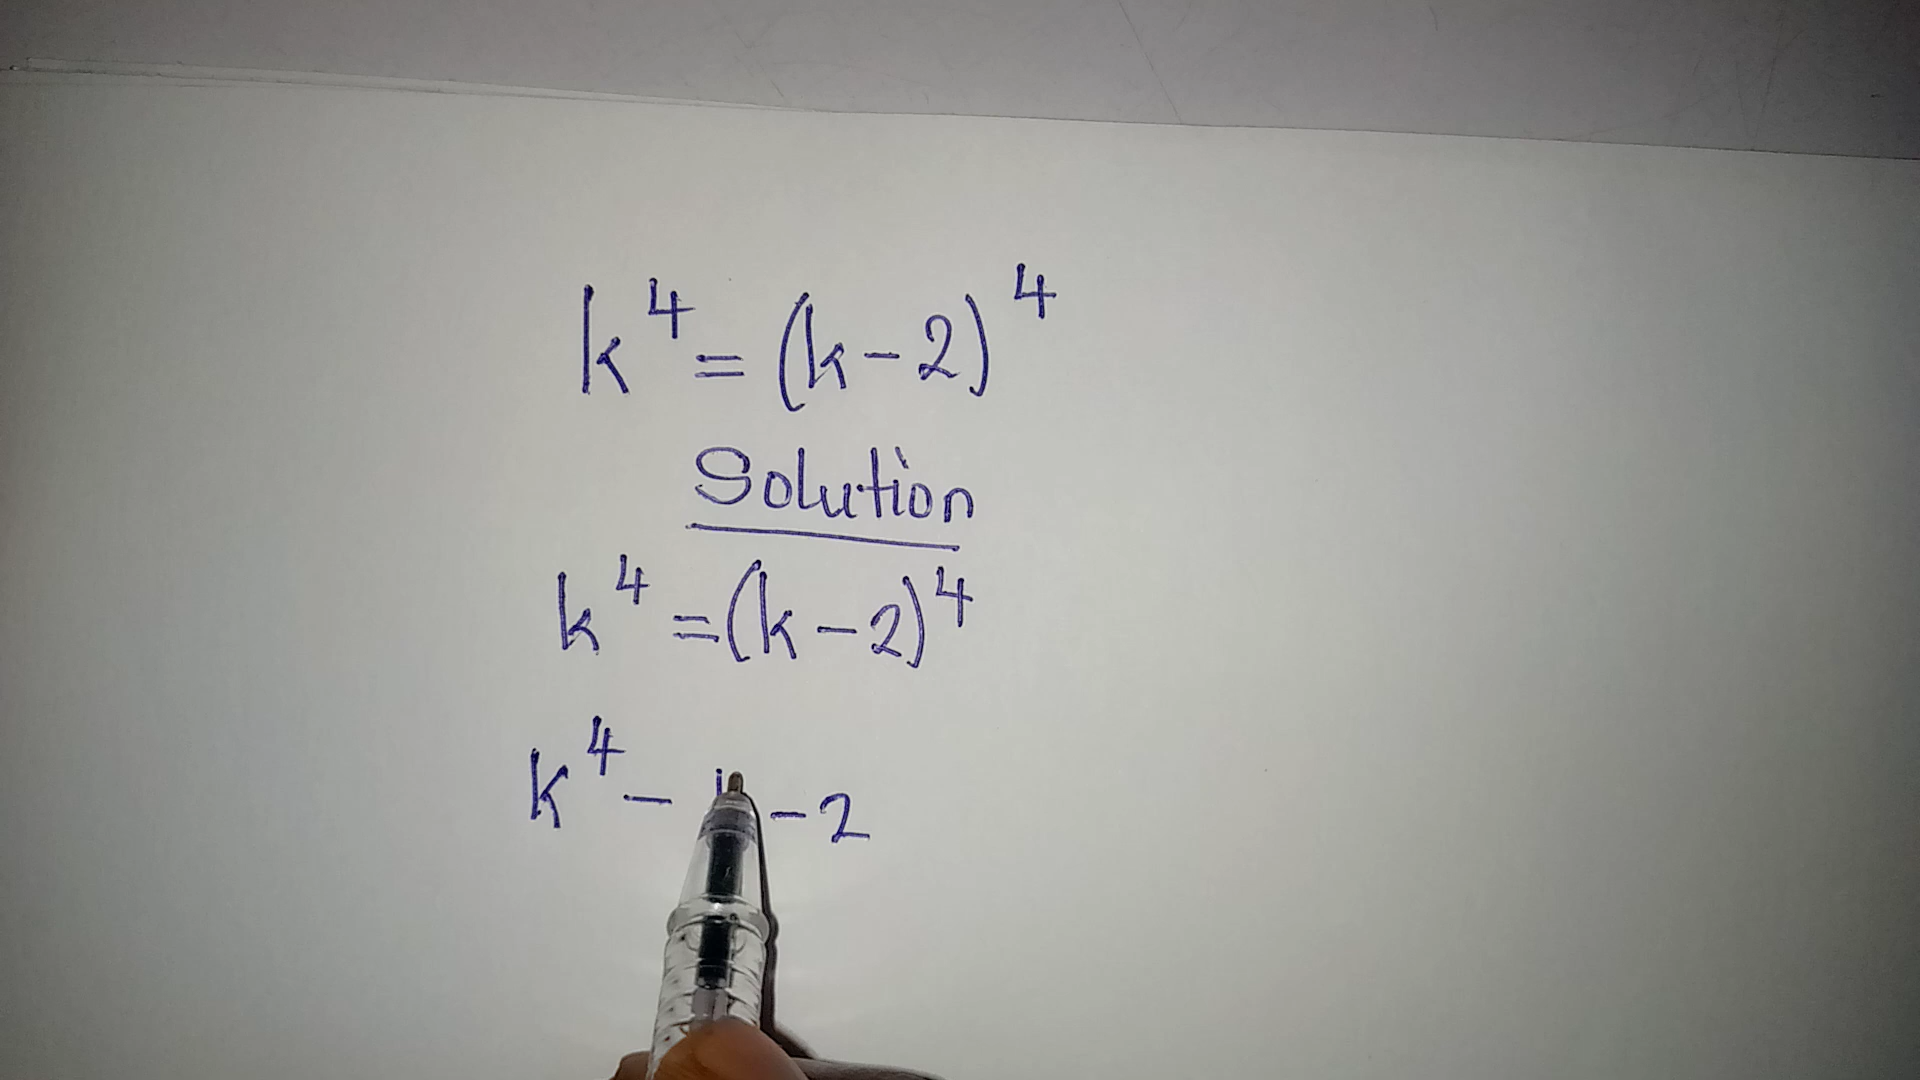 k⁴ = (k-2)⁴
Solution
k⁴ = (k-2)⁴
k⁴ - -2